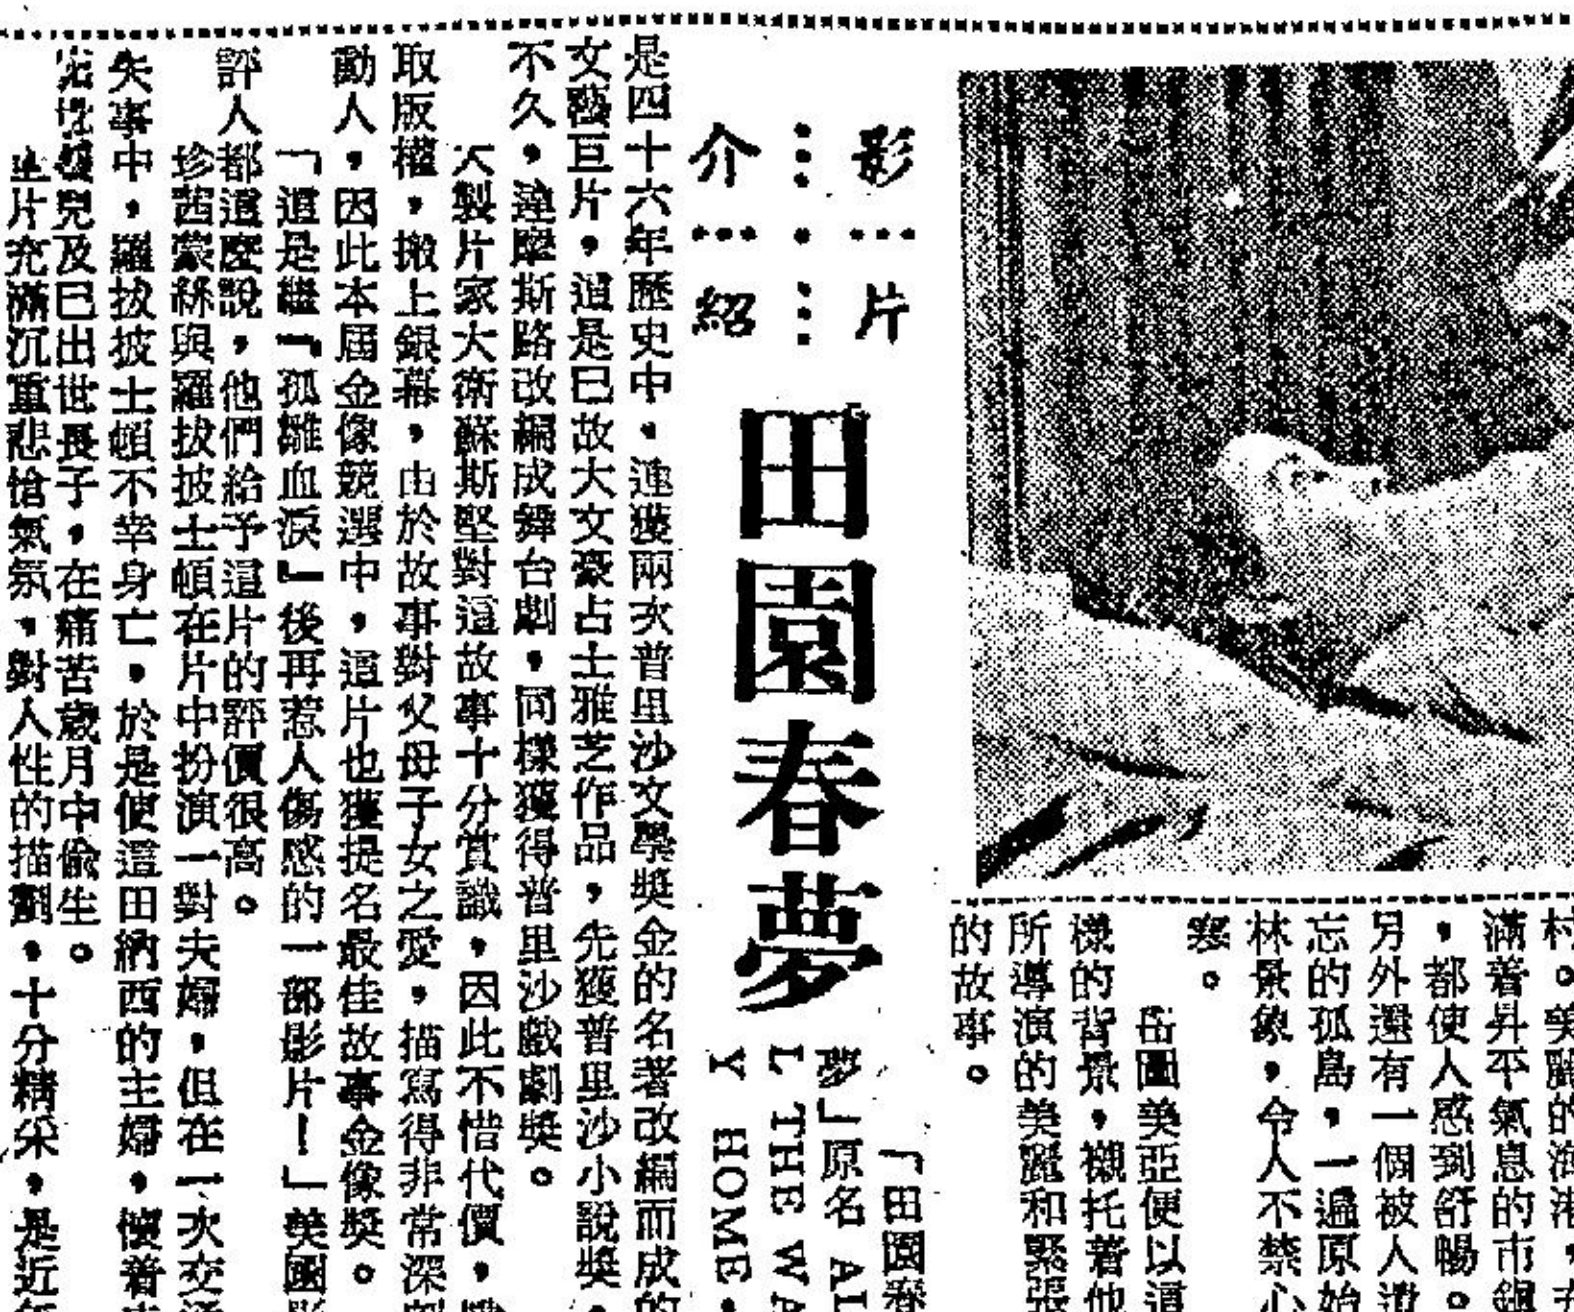 村。美麗的海港,
滿着昇平氣息的市鎮
,都使人感到舒暢。
另外還有一個被人遺
忘的孤島,一遍原始
林景象,令人不禁心
寒。
岳圖美亞便以這
樣的背景,襯托着他
所導演的美麗和緊張
的故事。
影片
介紹
田園春夢
「田園春
夢」原名 AL
L THE WA
Y HOME,
是四十六年歷史中,連獲兩次普里沙文學獎金的名著改編而成的
文藝巨片,這是已故大文豪占士雅芝作品,先獲普里沙小說獎,
不久,達摩斯路改編成舞台劇,同樣獲得普里沙戲劇獎。
大製片家大衛蘇斯堅對這故事十分賞識,因此不惜代價,
取版權,搬上銀幕,由於故事對父母子女之愛,描寫得非常深刻
動人,因此本屆金像競選中,這片也獲提名最佳故事金像獎。
「這是繼『孤雛血淚』後再惹人傷感的一部影片!」美國影
評人都這麼說,他們給予這片的評價很高。
珍茜蒙絲與羅拔披士頓在片中扮演一對夫婦,但在一次交通
失事中,羅拔披士頓不幸身亡,於是使這田納西的主婦,懷着
兒及已出世長子,在痛苦歲月中偷生。
片充滿沉重悲愴氣氛,對人性的描劃,十分精采,是近年